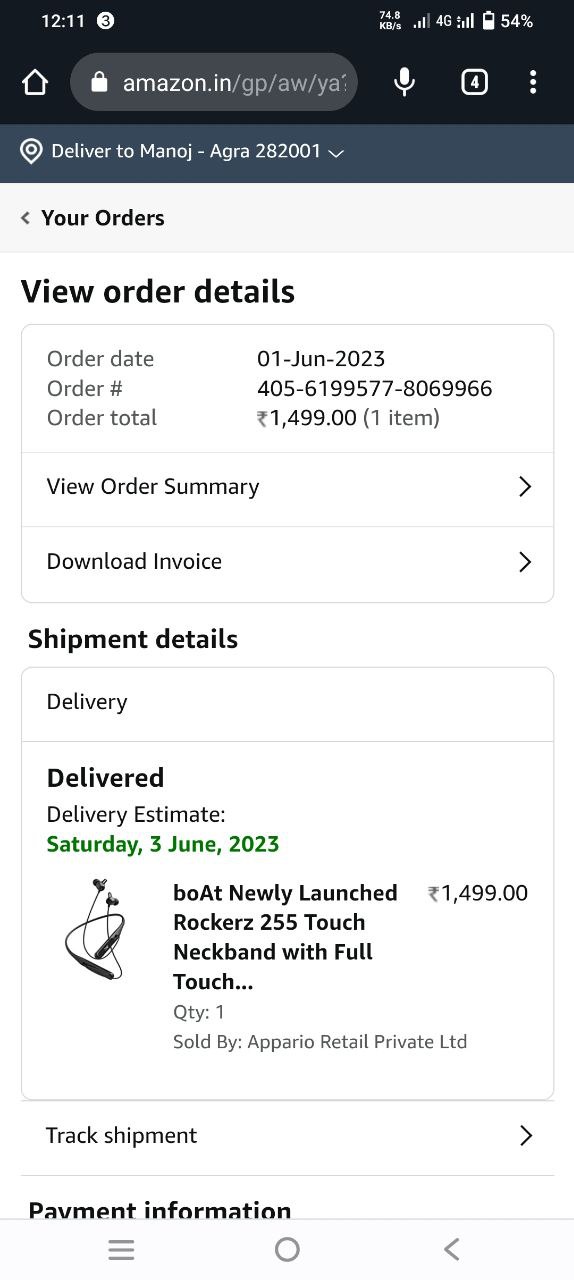 12:11 3 74.8 KB/s 4G 54%
amazon.in/gp/aw/ya? 4
Deliver to Manoj - Agra 282001
Your Orders
View order details
Order date 01-Jun-2023
Order # 405-6199577-8069966
Order total ₹1,499.00 (1 item)
View Order Summary
Download Invoice
Shipment details
Delivery
Delivered
Delivery Estimate:
Saturday, 3 June, 2023
boAt Newly Launched ₹1,499.00
Rockerz 255 Touch
Neckband with Full
Touch...
Qty: 1
Sold By: Appario Retail Private Ltd
Track shipment
Payment information